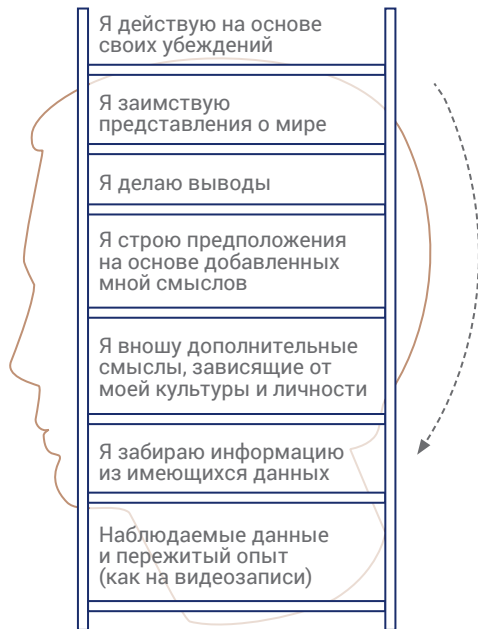 Я действую на основе
своих убеждений
Я заимствую
представления о мире
Я делаю выводы
Я строю предположения
на основе добавленных
мной смыслов
Я вношу дополнительные
смыслы, зависящие от
моей культуры и личности
Я забираю информацию
из имеющихся данных
Наблюдаемые данные
и пережитый опыт
(как на видеозаписи)